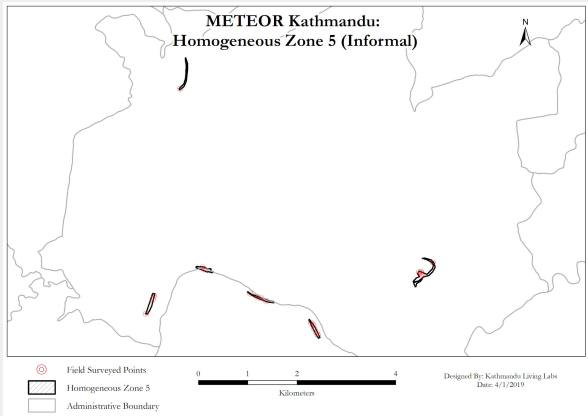 METEOR Kathmandu:
Homogeneous Zone 5 (Informal)
N
Field Surveyed Points
Homogeneous Zone 5
Administrative Boundary
0 1 2 4
Kilometers
Designed By: Kathmandu Living Labs
Date: 4/1/2019